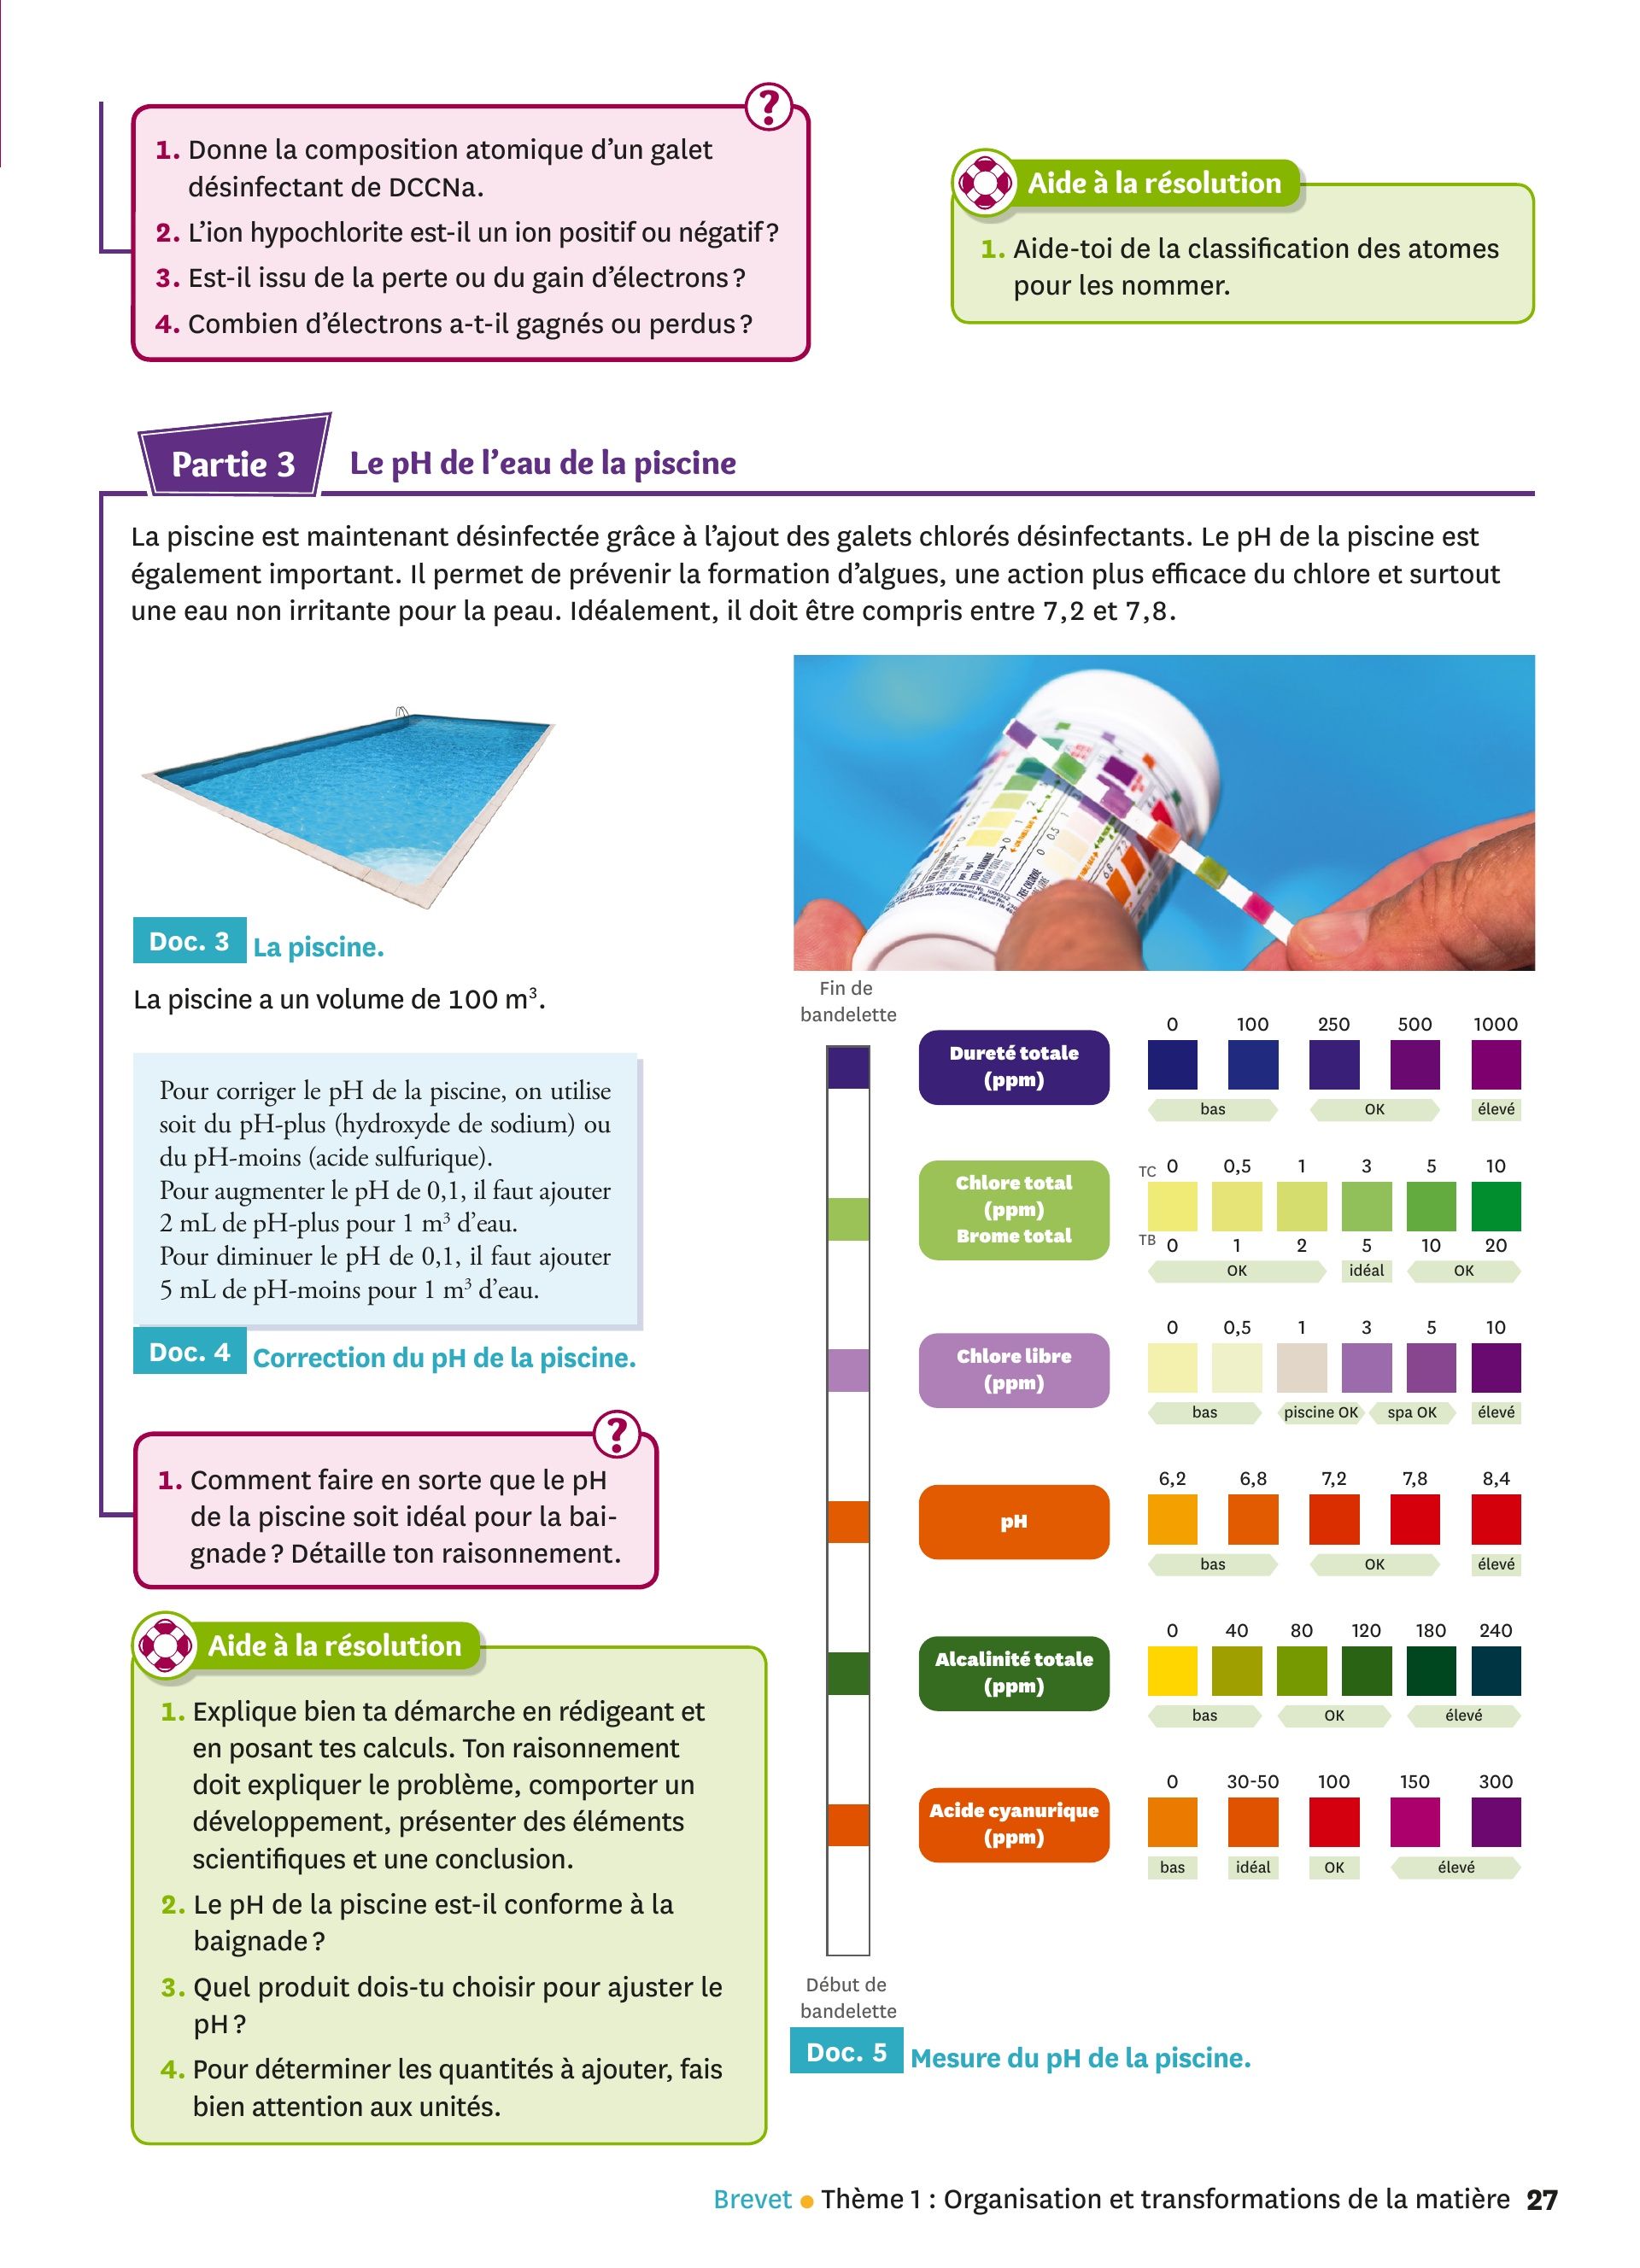 ?
1. Donne la composition atomique d’un galet
désinfectant de DCCNa.
2. L’ion hypochlorite est-il un ion positif ou négatif ?
3. Est-il issu de la perte ou du gain d’électrons ?
4. Combien d’électrons a-t-il gagnés ou perdus ?
Aide à la résolution
1. Aide-toi de la classification des atomes
pour les nommer.
Partie 3 Le pH de l’eau de la piscine
La piscine est maintenant désinfectée grâce à l’ajout des galets chlorés désinfectants. Le pH de la piscine est
également important. Il permet de prévenir la formation d’algues, une action plus efficace du chlore et surtout
une eau non irritante pour la peau. Idéalement, il doit être compris entre 7,2 et 7,8.
Doc. 3 La piscine.
La piscine a un volume de 100 m³.
Pour corriger le pH de la piscine, on utilise
soit du pH-plus (hydroxyde de sodium) ou
du pH-moins (acide sulfurique).
Pour augmenter le pH de 0,1, il faut ajouter
2 mL de pH-plus pour 1 m³ d’eau.
Pour diminuer le pH de 0,1, il faut ajouter
5 mL de pH-moins pour 1 m³ d’eau.
Doc. 4 Correction du pH de la piscine.
?
1. Comment faire en sorte que le pH
de la piscine soit idéal pour la bai-
gnade ? Détaille ton raisonnement.
Aide à la résolution
1. Explique bien ta démarche en rédigeant et
en posant tes calculs. Ton raisonnement
doit expliquer le problème, comporter un
développement, présenter des éléments
scientifiques et une conclusion.
2. Le pH de la piscine est-il conforme à la
baignade ?
3. Quel produit dois-tu choisir pour ajuster le
pH ?
4. Pour déterminer les quantités à ajouter, fais
bien attention aux unités.
Fin de
bandelette
Dureté totale
(ppm)
0 100 250 500 1000
bas OK élevé
Chlore total
(ppm)
Brome total
TC 0 0,5 1 3 5 10
TB 0 1 2 5 10 20
OK idéal OK
Chlore libre
(ppm)
0 0,5 1 3 5 10
bas piscine OK spa OK élevé
pH
6,2 6,8 7,2 7,8 8,4
bas OK élevé
Alcalinité totale
(ppm)
0 40 80 120 180 240
bas OK élevé
Acide cyanurique
(ppm)
0 30-50 100 150 300
bas idéal OK élevé
Début de
bandelette
Doc. 5 Mesure du pH de la piscine.
Brevet • Thème 1 : Organisation et transformations de la matière 27